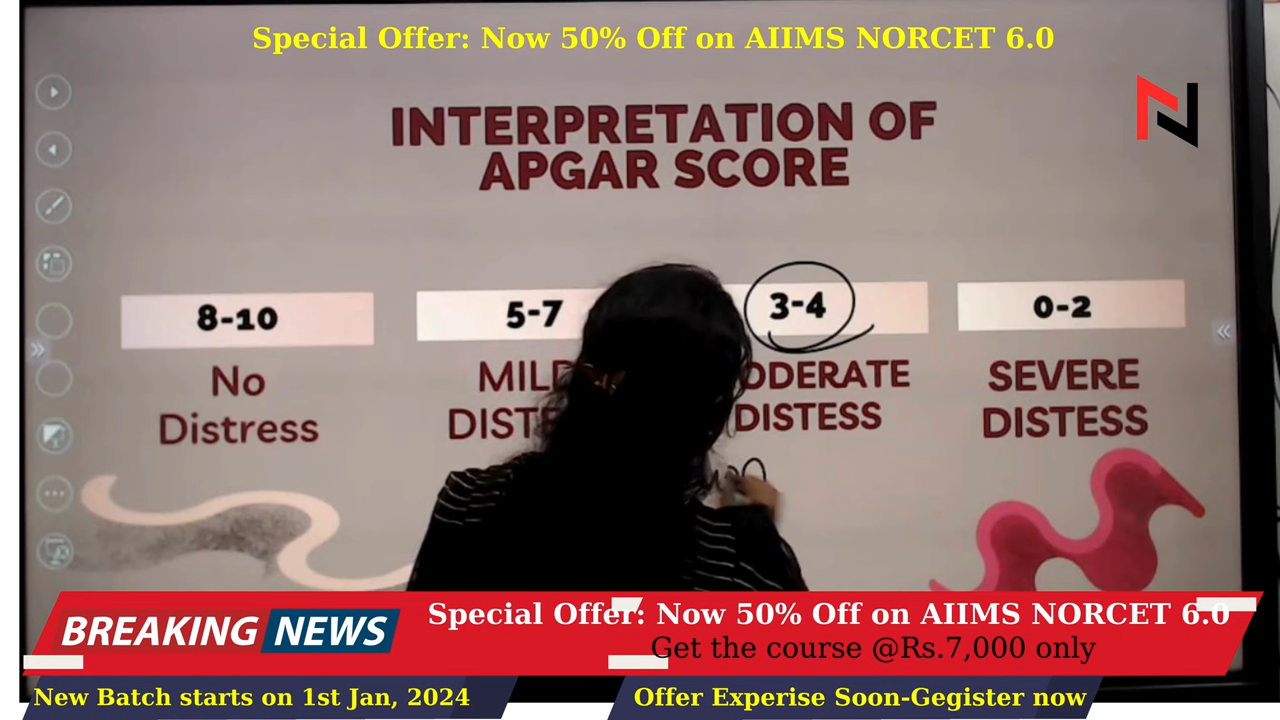 Special Offer: Now 50% Off on AIIMS NORCET 6.0
INTERPRETATION OF
APGAR SCORE
8-10
5-7
3-4
0-2
No
Distress
SEVERE
DISTESS
DISTESS
BREAKING NEWS
Special Offer: Now 50% Off on AIIMS NORCET 6.0
Get the course @Rs.7,000 only
New Batch starts on 1st Jan, 2024
Offer Experise Soon-Gegister now